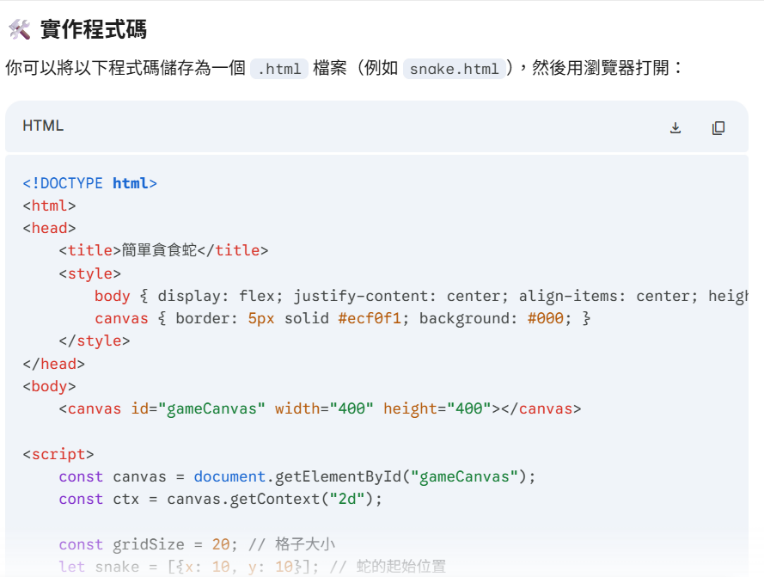 🛠️ 實作程式碼
你可以將以下程式碼儲存為一個 .html 檔案（例如 snake.html），然後用瀏覽器打開：
HTML
<!DOCTYPE html>
<html>
<head>
    <title>簡單貪食蛇</title>
    <style>
        body { display: flex; justify-content: center; align-items: center; heigh
        canvas { border: 5px solid #ecf0f1; background: #000; }
    </style>
</head>
<body>
    <canvas id="gameCanvas" width="400" height="400"></canvas>
<script>
    const canvas = document.getElementById("gameCanvas");
    const ctx = canvas.getContext("2d");
    const gridSize = 20; // 格子大小
    let snake = [{x: 10, y: 10}]; // 蛇的起始位置